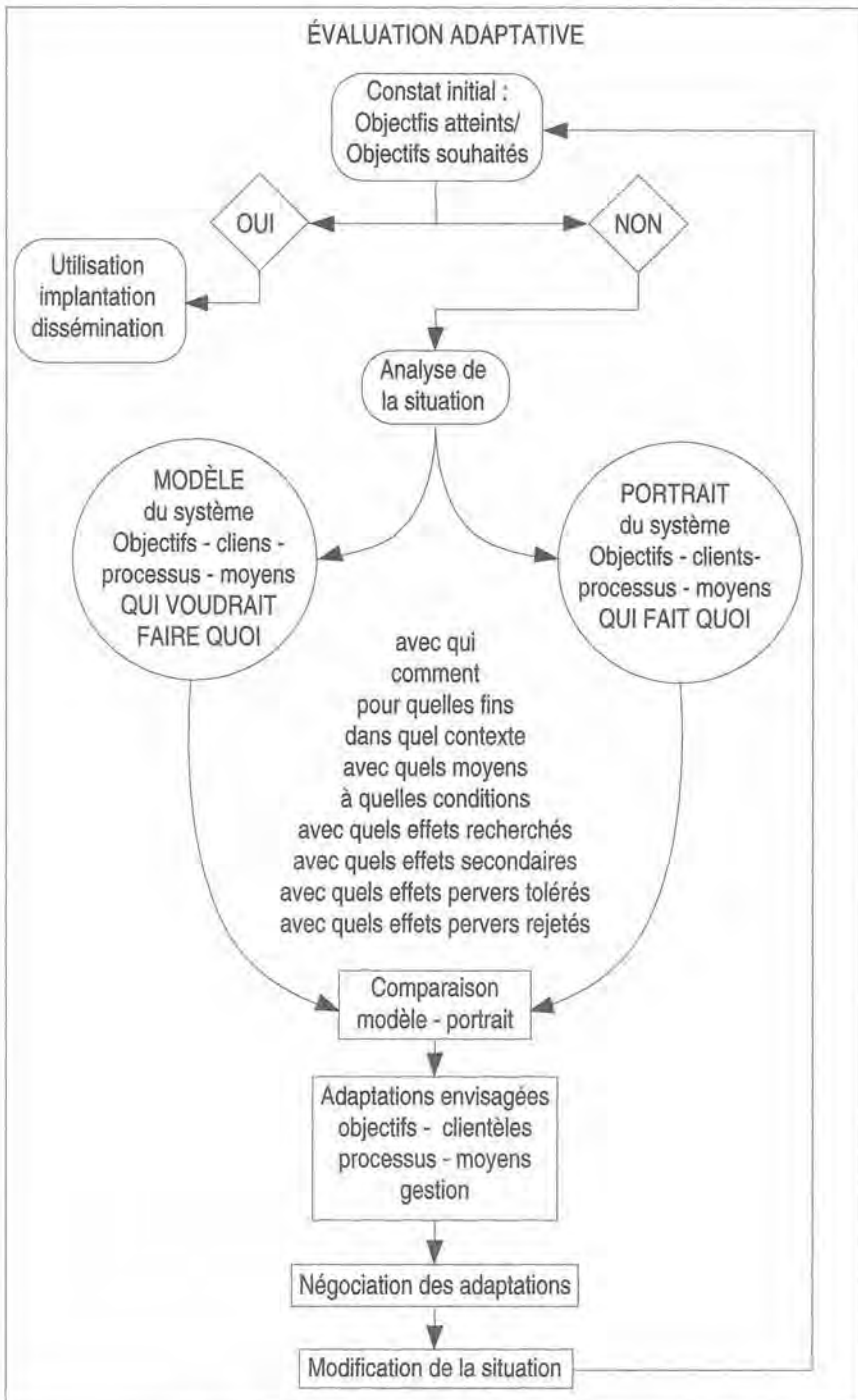 ÉVALUATION ADAPTATIVE
Constat initial :
Objectfis atteints/
Objectifs souhaités
OUI
NON
Utilisation
implantation
dissémination
Analyse de
la situation
MODÈLE
du système
Objectifs - cliens -
processus - moyens
QUI VOUDRAIT
FAIRE QUOI
PORTRAIT
du système
Objectifs - clients-
processus - moyens
QUI FAIT QUOI
avec qui
comment
pour quelles fins
dans quel contexte
avec quels moyens
à quelles conditions
avec quels effets recherchés
avec quels effets secondaires
avec quels effets pervers tolérés
avec quels effets pervers rejetés
Comparaison
modèle - portrait
Adaptations envisagées
objectifs - clientèles
processus - moyens
gestion
Négociation des adaptations
Modification de la situation